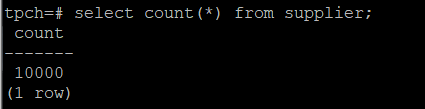 tpch=# select count(*) from supplier;
count
-------
10000
(1 row)